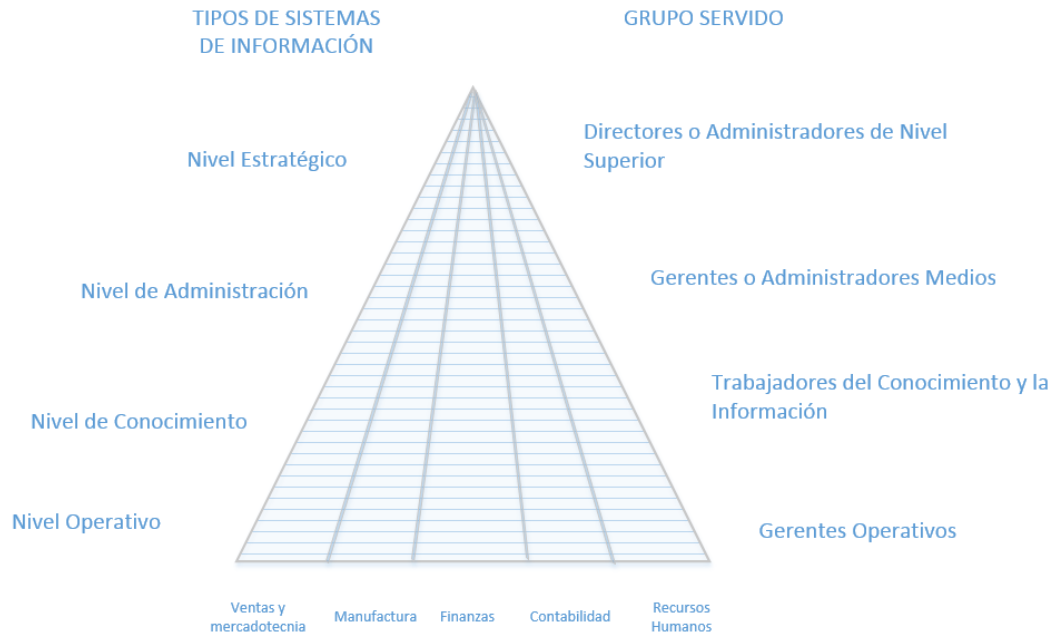 TIPOS DE SISTEMAS
DE INFORMACIÓN
GRUPO SERVIDO
Nivel Estratégico
Directores o Administradores de Nivel
Superior
Nivel de Administración
Gerentes o Administradores Medios
Nivel de Conocimiento
Trabajadores del Conocimiento y la
Información
Nivel Operativo
Gerentes Operativos
Ventas y
mercadotecnia
Manufactura
Finanzas
Contabilidad
Recursos
Humanos